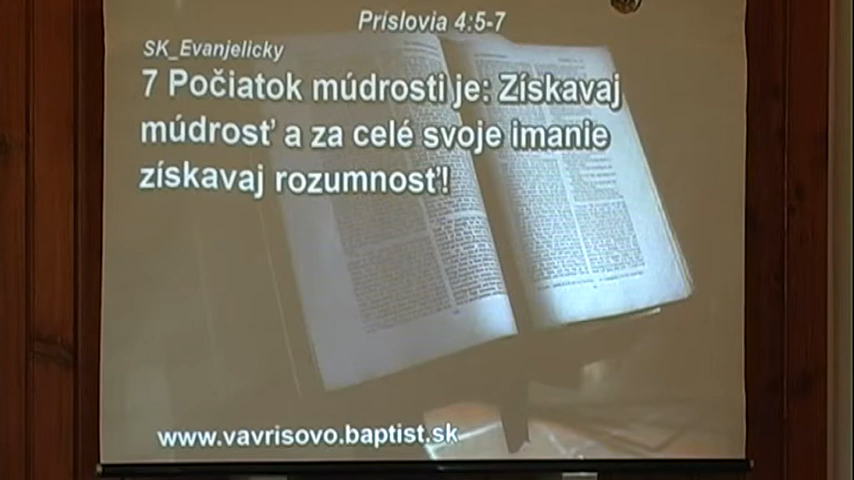 Príslovia 4:5-7
SK_Evanjelicky
7 Počiatok múdrosti je: Získavaj
múdrosť a za celé svoje imanie
získavaj rozumnosť!
www.vavrisovo.baptist.sk